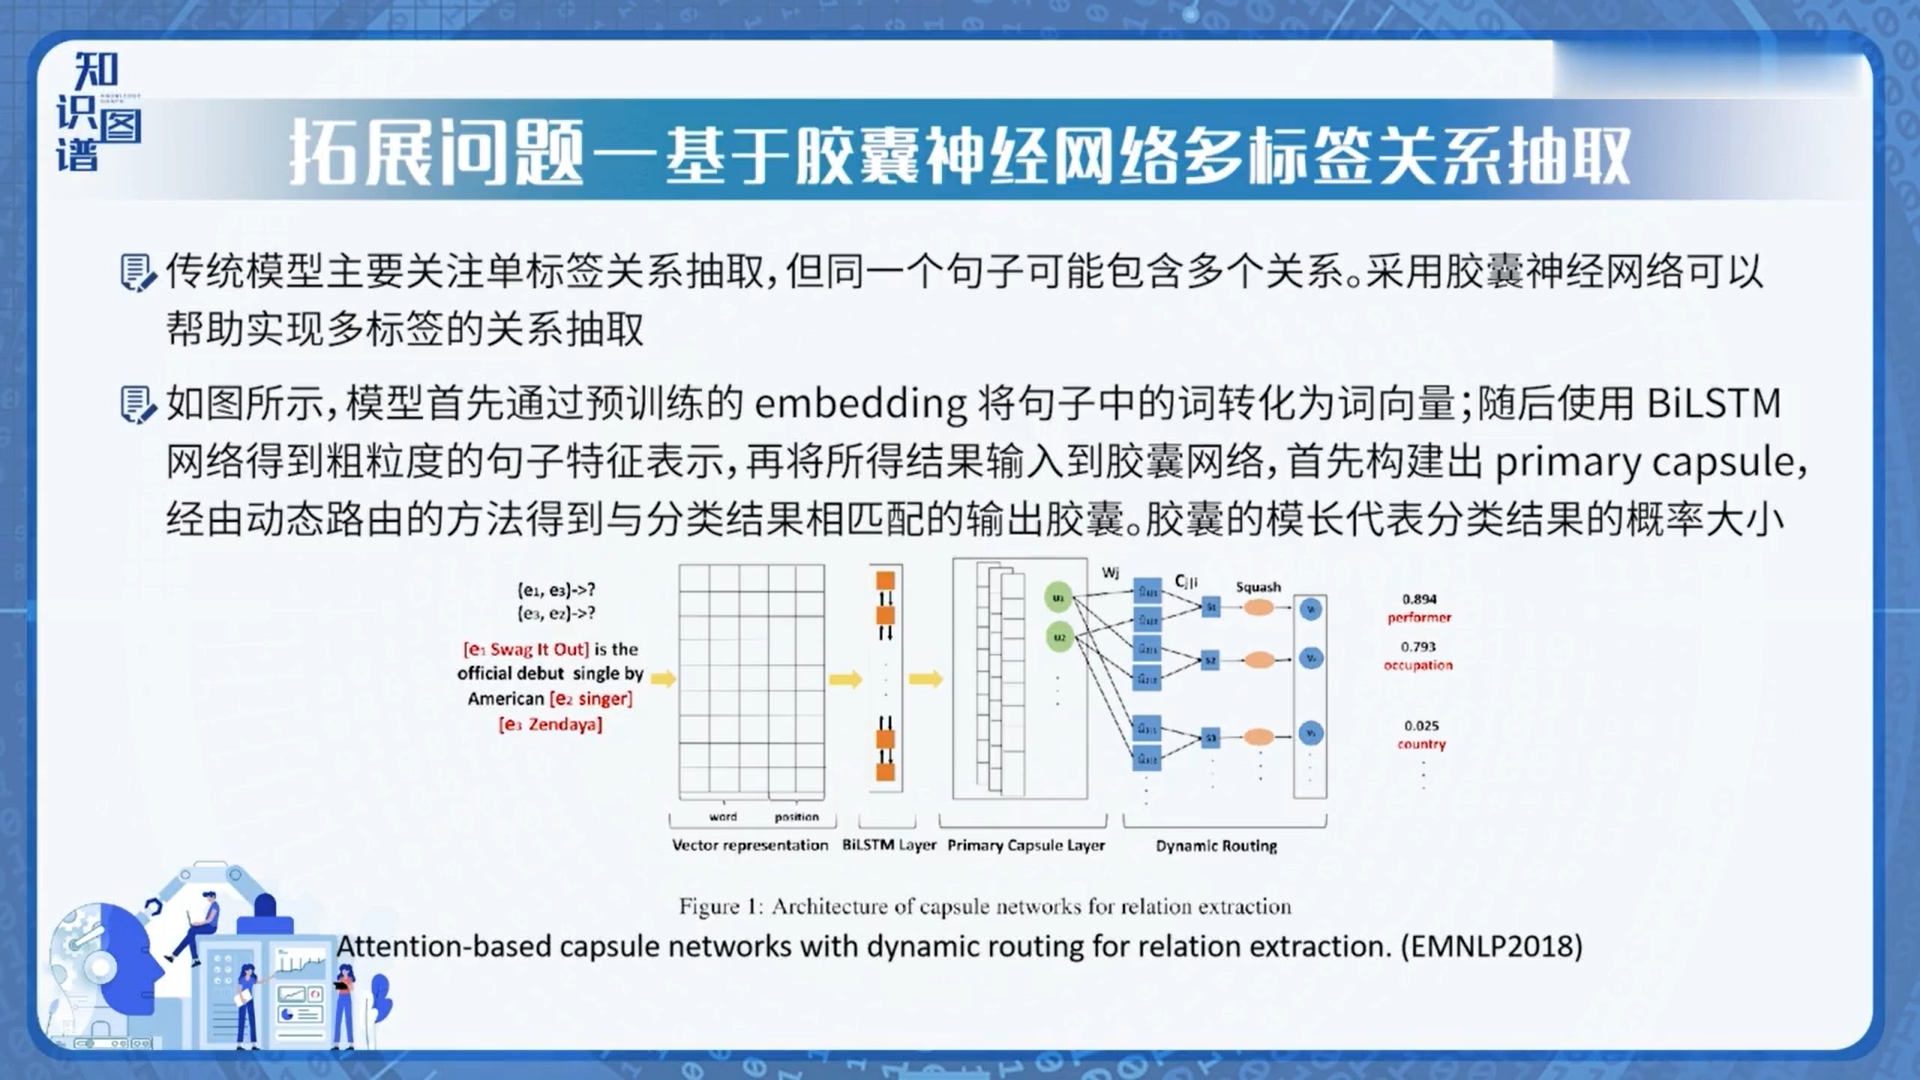 知识图谱
KNOWLEDGE GRAPH
拓展问题—基于胶囊神经网络多标签关系抽取
传统模型主要关注单标签关系抽取，但同一个句子可能包含多个关系。采用胶囊神经网络可以
帮助实现多标签的关系抽取
如图所示，模型首先通过预训练的 embedding 将句子中的词转化为词向量；随后使用 BiLSTM
网络得到粗粒度的句子特征表示，再将所得结果输入到胶囊网络，首先构建出 primary capsule，
经由动态路由的方法得到与分类结果相匹配的输出胶囊。胶囊的模长代表分类结果的概率大小
(e1, e3)->?
(e3, e2)->?
[e1 Swag It Out] is the
official debut single by
American [e2 singer]
[e3 Zendaya]
word position
Vector representation
BiLSTM Layer
u1
u2
Primary Capsule Layer
Wj
Cj|i
Squash
S1
S2
S3
Dynamic Routing
0.894
performer
0.793
occupation
0.025
country
Figure 1: Architecture of capsule networks for relation extraction
Attention-based capsule networks with dynamic routing for relation extraction. (EMNLP2018)